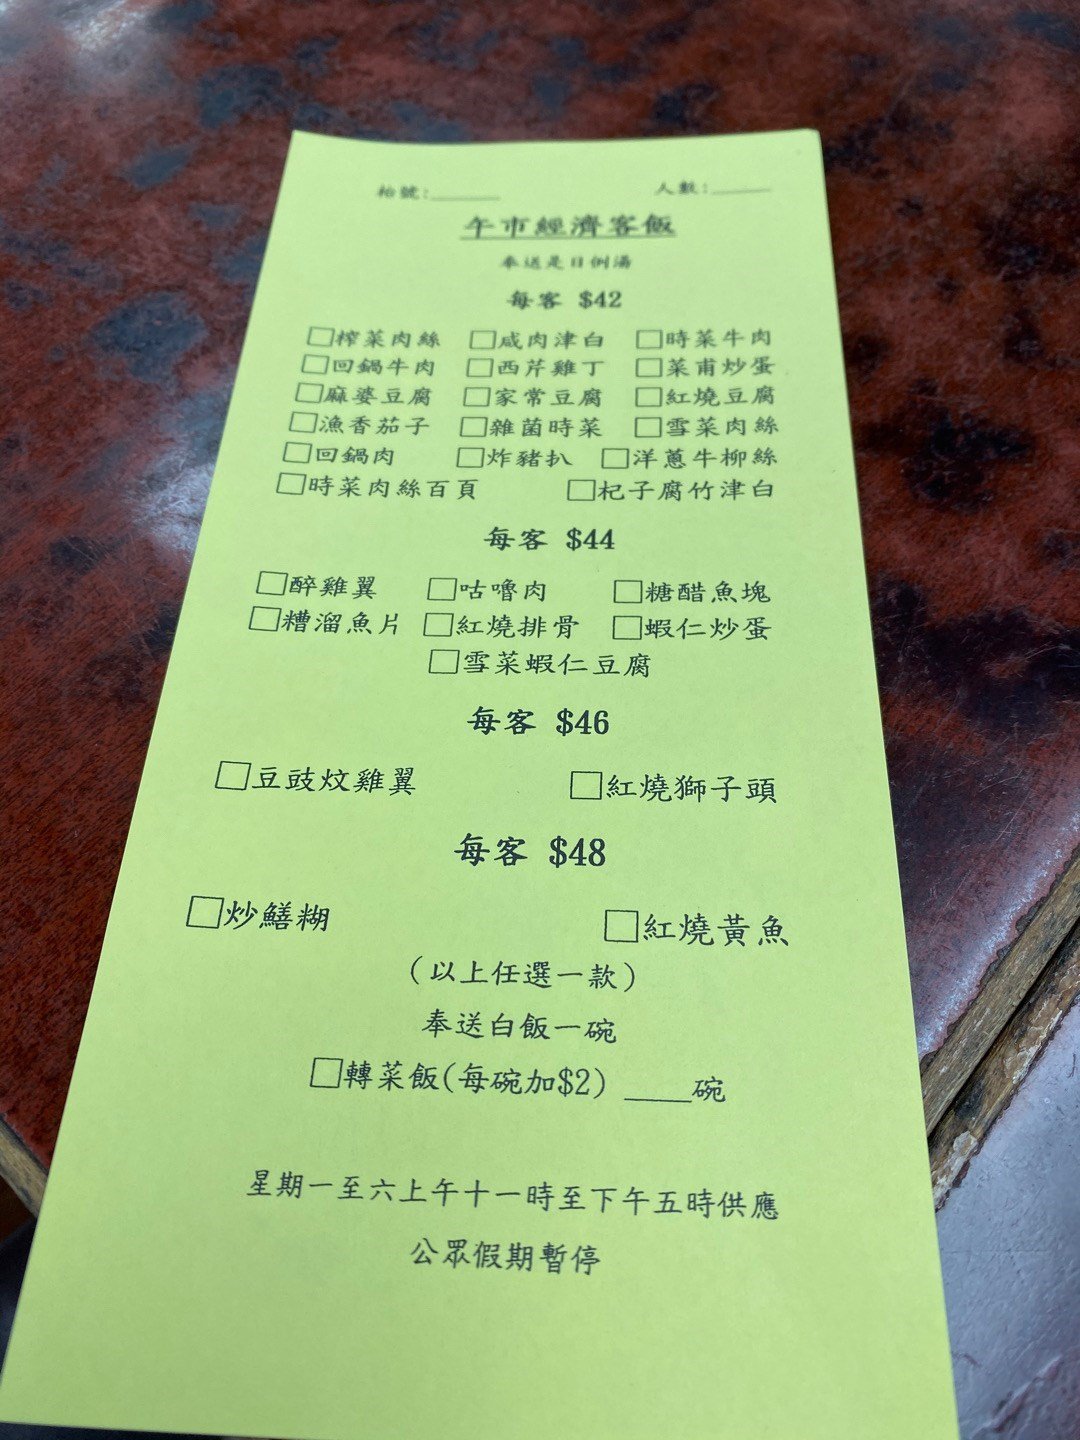 枱號:______ 人數:______
午市經濟客飯
奉送是日例湯
每客 $42
□榨菜肉絲 □咸肉津白 □時菜牛肉
□回鍋牛肉 □西芹雞丁 □菜甫炒蛋
□麻婆豆腐 □家常豆腐 □紅燒豆腐
□漁香茄子 □雜菌時菜 □雪菜肉絲
□回鍋肉 □炸豬扒 □洋蔥牛柳絲
□時菜肉絲百頁 □杞子腐竹津白
每客 $44
□醉雞翼 □咕嚕肉 □糖醋魚塊
□糟溜魚片 □紅燒排骨 □蝦仁炒蛋
□雪菜蝦仁豆腐
每客 $46
□豆豉炆雞翼 □紅燒獅子頭
每客 $48
□炒鱔糊 □紅燒黃魚
(以上任選一款)
奉送白飯一碗
□轉菜飯(每碗加$2) ____碗
星期一至六上午十一時至下午五時供應
公眾假期暫停